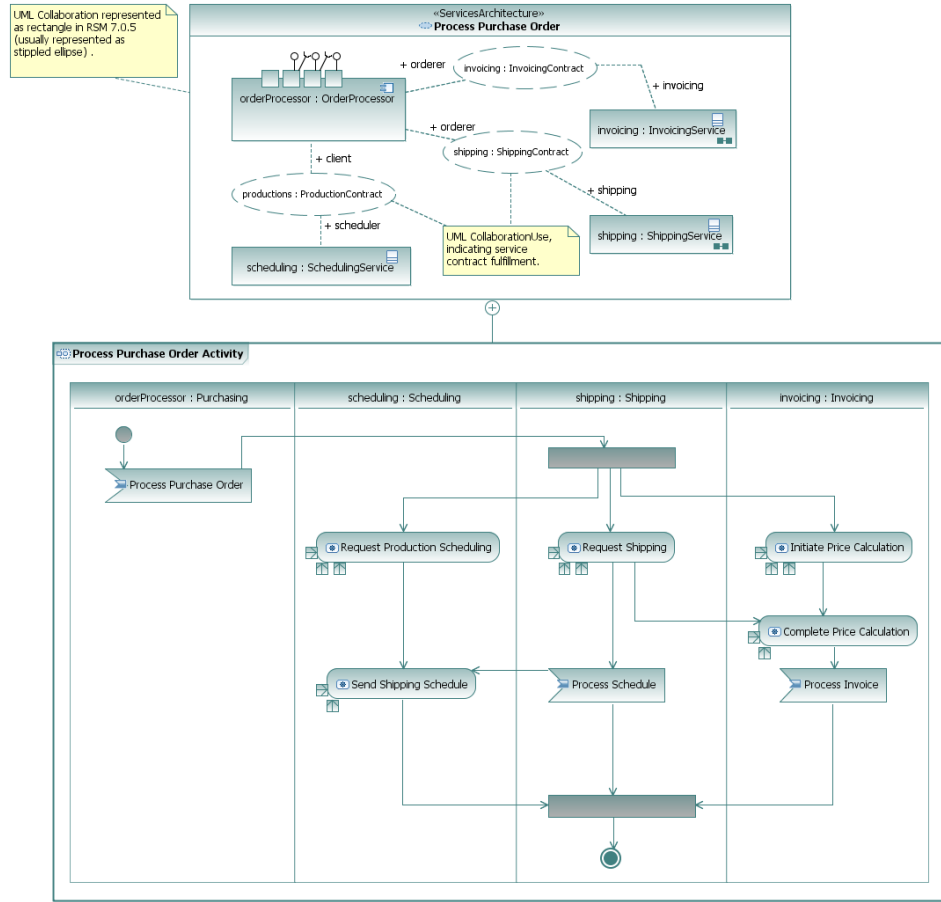 UML Collaboration represented
as rectangle in RSM 7.0.5
(usually represented as
stippled ellipse) .
«ServicesArchitecture»
Process Purchase Order
+ orderer
invoicing : InvoicingContract
+ invoicing
orderProcessor : OrderProcessor
invoicing : InvoicingService
+ orderer
shipping : ShippingContract
+ client
productions : ProductionContract
+ shipping
+ scheduler
UML CollaborationUse,
indicating service
contract fulfillment.
shipping : ShippingService
scheduling : SchedulingService
Process Purchase Order Activity
orderProcessor : Purchasing
scheduling : Scheduling
shipping : Shipping
invoicing : Invoicing
Process Purchase Order
Request Production Scheduling
Request Shipping
Initiate Price Calculation
Complete Price Calculation
Send Shipping Schedule
Process Schedule
Process Invoice